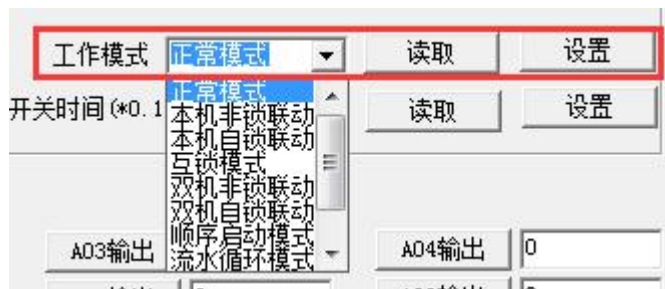 工作模式 正常模式 读取 设置
正常模式
开关时间(*0.1 读取 设置
本机非锁联动
本机自锁联动
互锁模式
双机非锁联动
双机自锁联动
顺序启动模式
A03输出 A04输出 0
流水循环模式